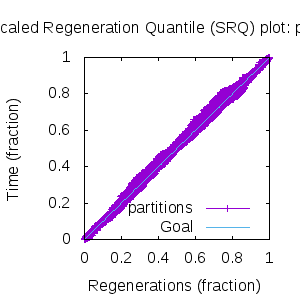 caled Regeneration Quantile (SRQ) plot: p
1
0.8
0.6
0.4
0.2
0
Time (fraction)
partitions
Goal
0 0.2 0.4 0.6 0.8 1
Regenerations (fraction)